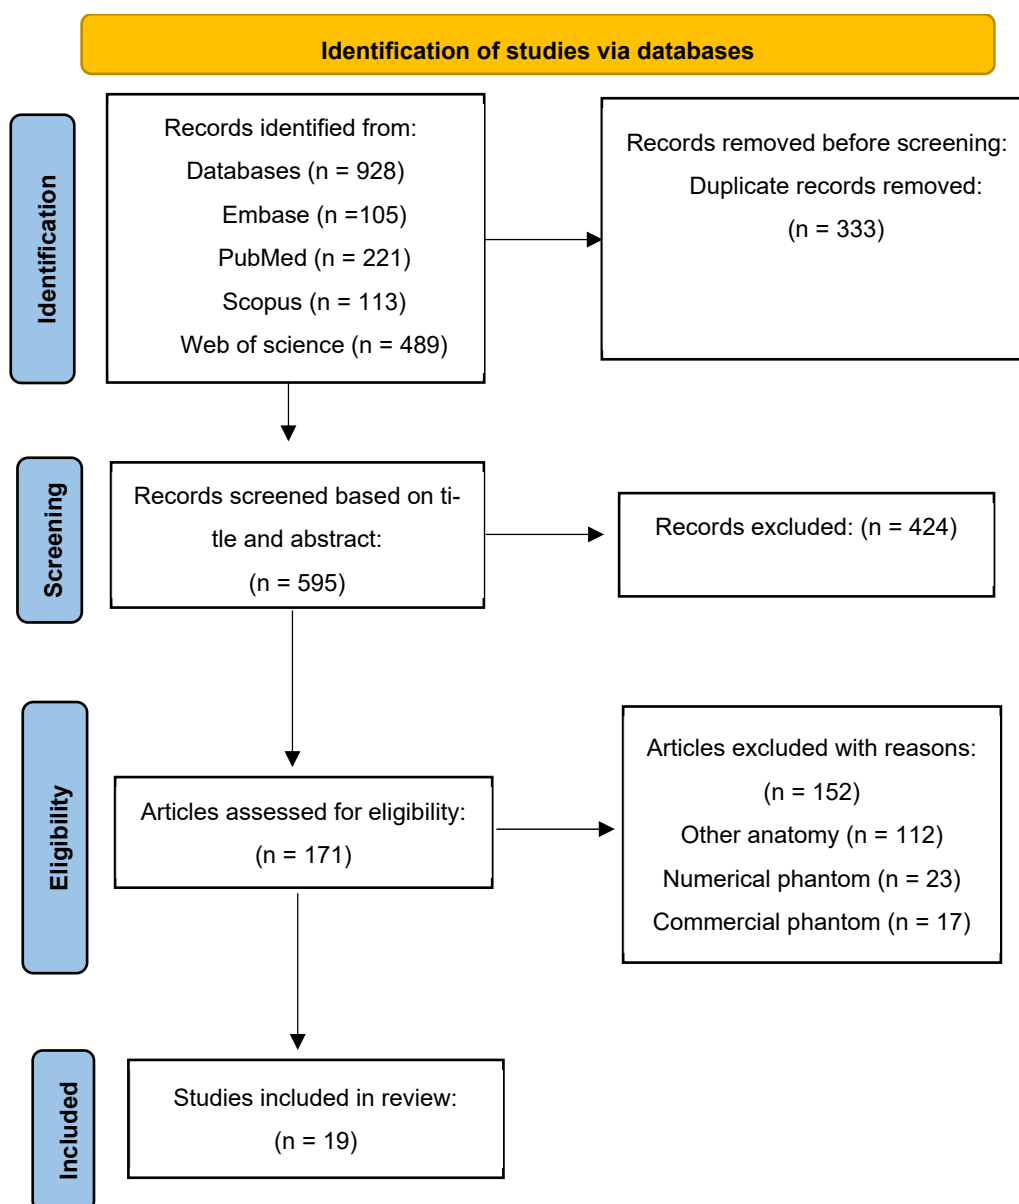 Identification of studies via databases
Identification
Records identified from:
Databases (n = 928)
Embase (n =105)
PubMed (n = 221)
Scopus (n = 113)
Web of science (n = 489)
Records removed before screening:
Duplicate records removed:
(n = 333)
Screening
Records screened based on ti-
tle and abstract:
(n = 595)
Records excluded: (n = 424)
Eligibility
Articles assessed for eligibility:
(n = 171)
Articles excluded with reasons:
(n = 152)
Other anatomy (n = 112)
Numerical phantom (n = 23)
Commercial phantom (n = 17)
Included
Studies included in review:
(n = 19)